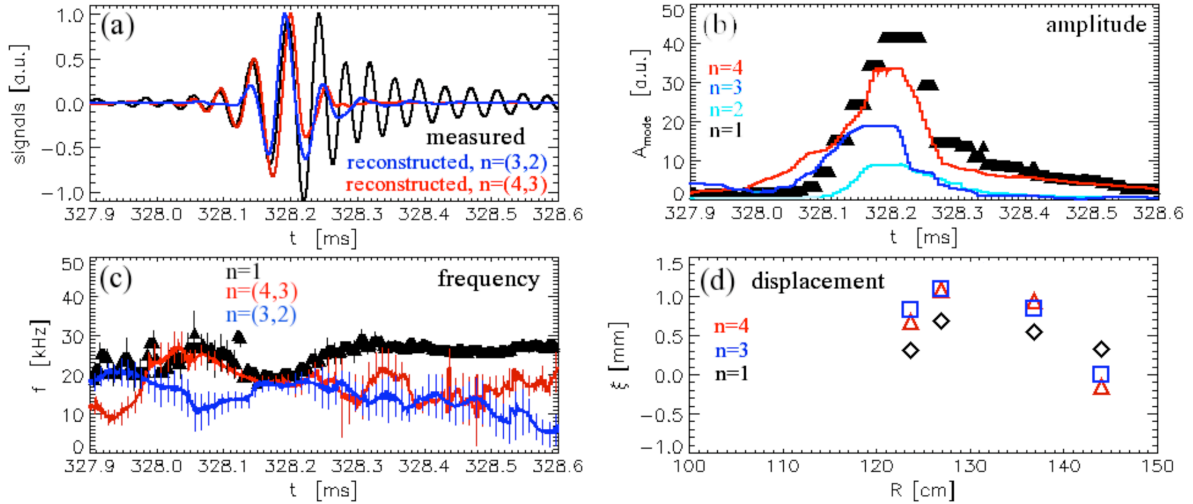 (a)
1.0
0.5
0.0
-0.5
-1.0
signals [a.u.]
measured
reconstructed, n=(3,2)
reconstructed, n=(4,3)
327.9 328.0 328.1 328.2 328.3 328.4 328.5 328.6
t [ms]
(b) amplitude
50
40
30
20
10
0
A_mode [a.u.]
n=4
n=3
n=2
n=1
327.9 328.0 328.1 328.2 328.3 328.4 328.5 328.6
t [ms]
(c) frequency
50
40
30
20
10
0
f [kHz]
n=1
n=(4,3)
n=(3,2)
327.9 328.0 328.1 328.2 328.3 328.4 328.5 328.6
t [ms]
(d) displacement
1.5
1.0
0.5
0.0
-0.5
-1.0
ξ [mm]
n=4
n=3
n=1
100 110 120 130 140 150
R [cm]